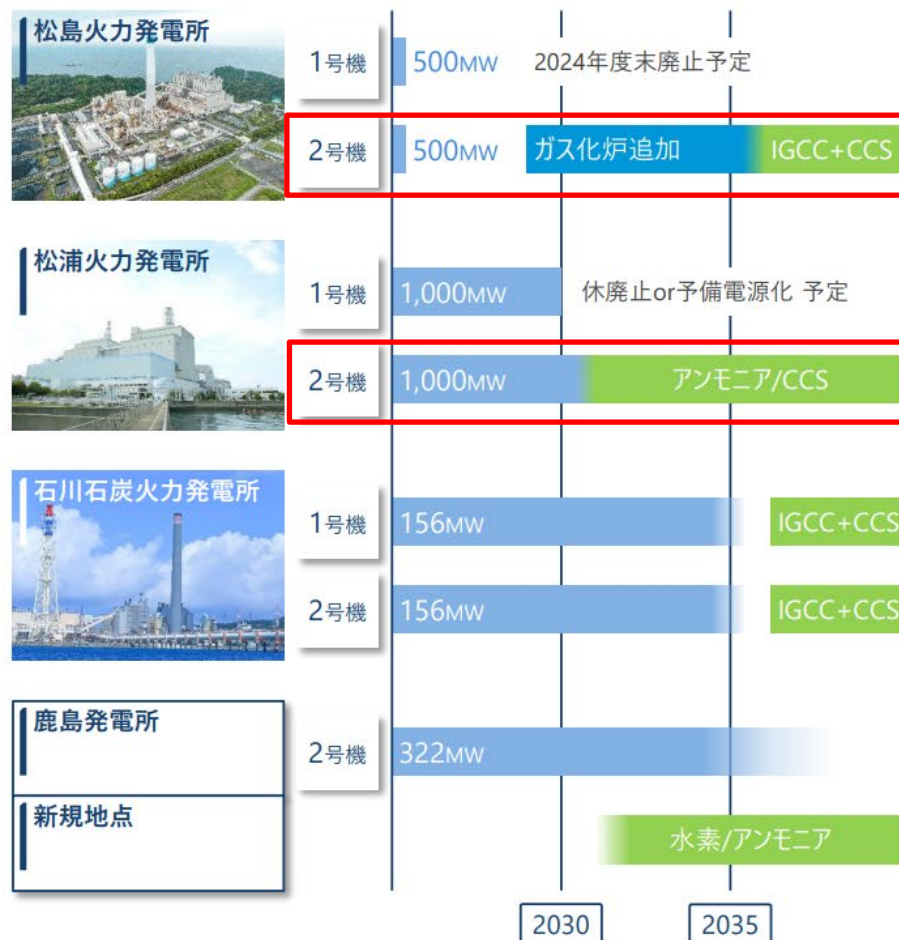 松島火力発電所
1号機 500MW 2024年度末廃止予定
2号機 500MW ガス化炉追加 IGCC+CCS
松浦火力発電所
1号機 1,000MW 休廃止or予備電源化 予定
2号機 1,000MW アンモニア/CCS
石川石炭火力発電所
1号機 156MW IGCC+CCS
2号機 156MW IGCC+CCS
鹿島発電所
2号機 322MW
新規地点
水素/アンモニア
2030 2035